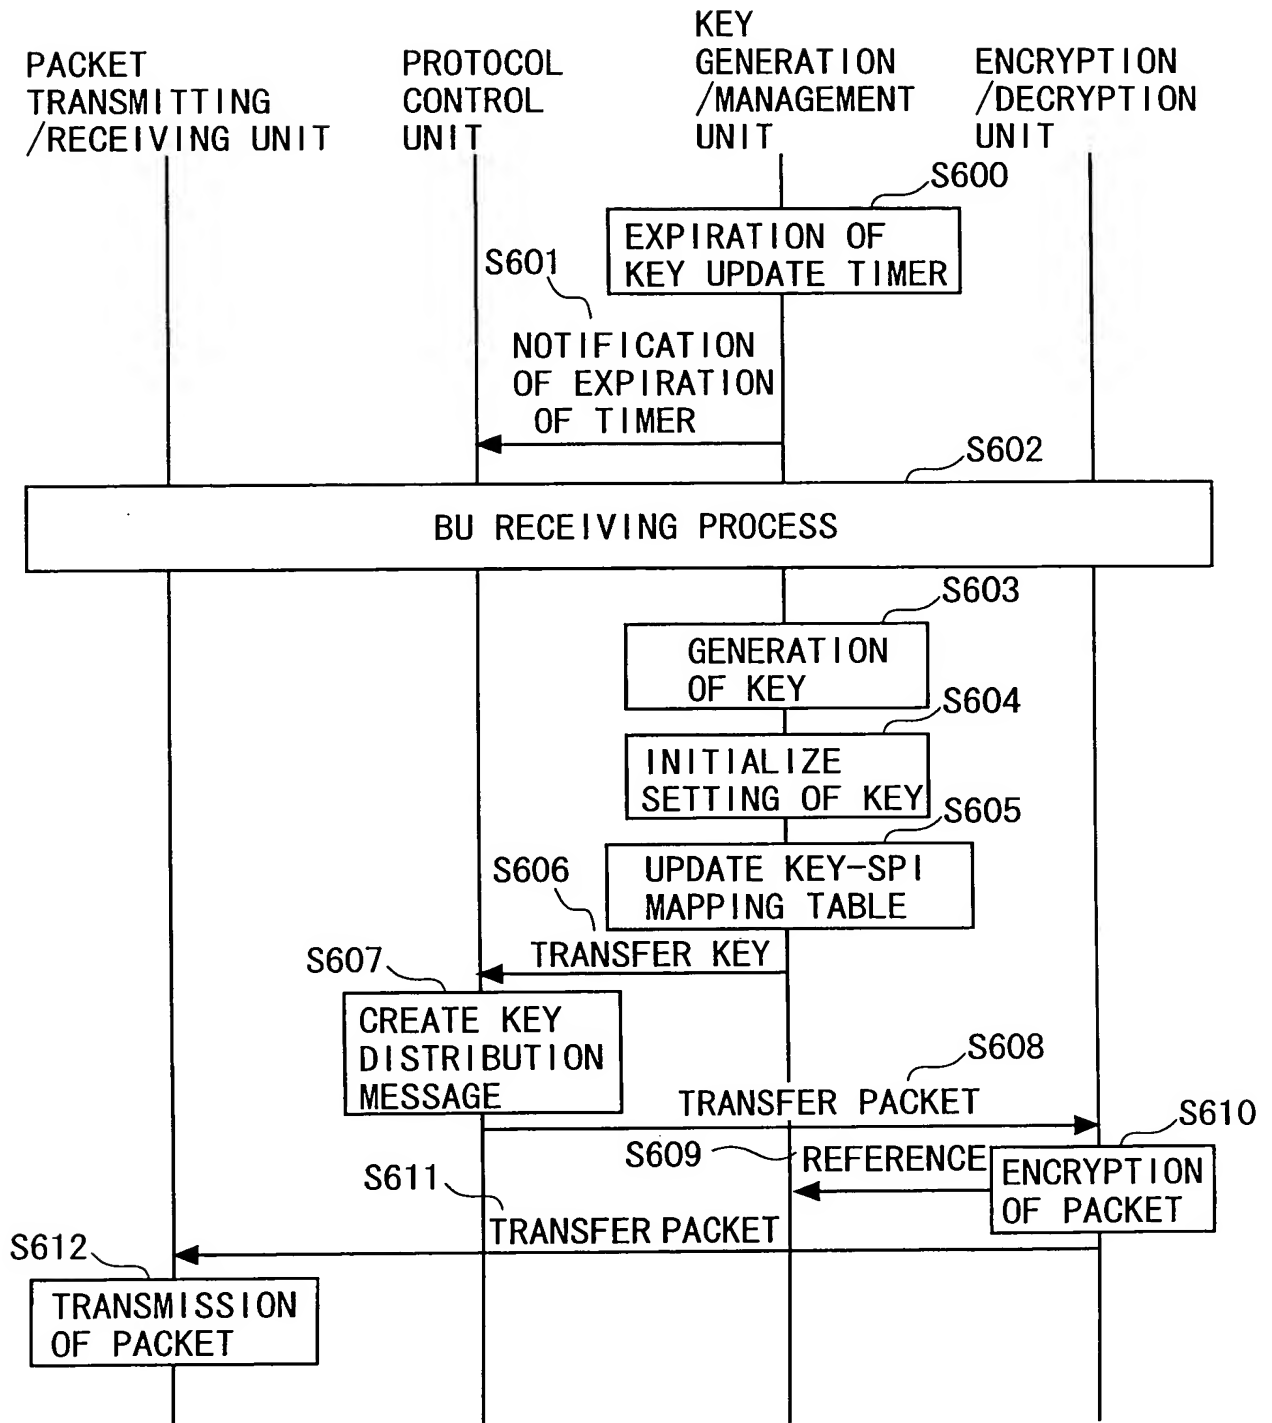 PACKET
TRANSMITTING
/RECEIVING UNIT
PROTOCOL
CONTROL
UNIT
KEY
GENERATION
/MANAGEMENT
UNIT
ENCRYPTION
/DECRYPTION
UNIT
S600
EXPIRATION OF
KEY UPDATE TIMER
S601
NOTIFICATION
OF EXPIRATION
OF TIMER
S602
BU RECEIVING PROCESS
S603
GENERATION
OF KEY
S604
INITIALIZE
SETTING OF KEY
S605
UPDATE KEY-SPI
MAPPING TABLE
S606
TRANSFER KEY
S607
CREATE KEY
DISTRIBUTION
MESSAGE
S608
TRANSFER PACKET
S609
REFERENCE
S610
ENCRYPTION
OF PACKET
S611
TRANSFER PACKET
S612
TRANSMISSION
OF PACKET